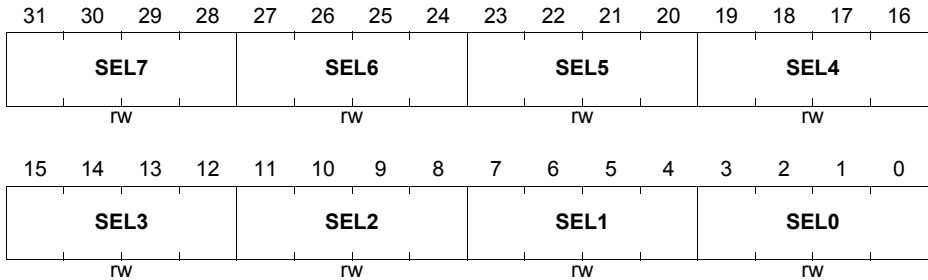 31 30 29 28 27 26 25 24 23 22 21 20 19 18 17 16
SEL7 SEL6 SEL5 SEL4
rw rw rw rw
15 14 13 12 11 10 9 8 7 6 5 4 3 2 1 0
SEL3 SEL2 SEL1 SEL0
rw rw rw rw